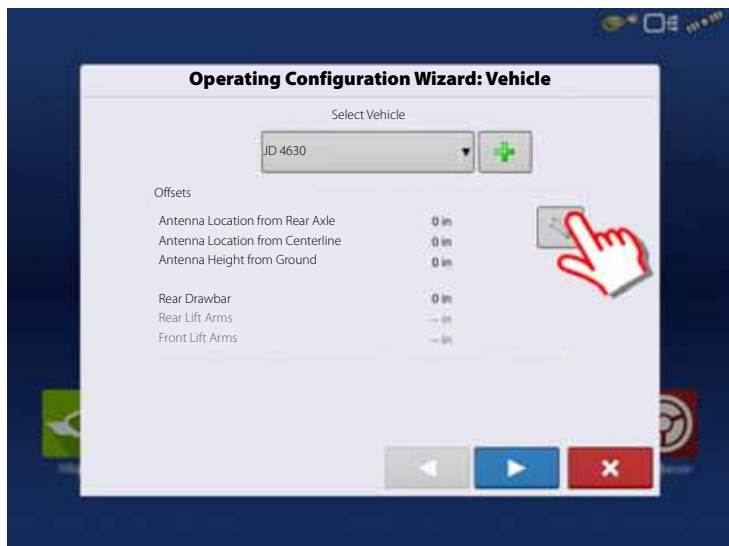 Operating Configuration Wizard: Vehicle
Select Vehicle
JD 4630
Offsets
Antenna Location from Rear Axle 0 in
Antenna Location from Centerline 0 in
Antenna Height from Ground 0 in
Rear Drawbar 0 in
Rear Lift Arms -- in
Front Lift Arms -- in